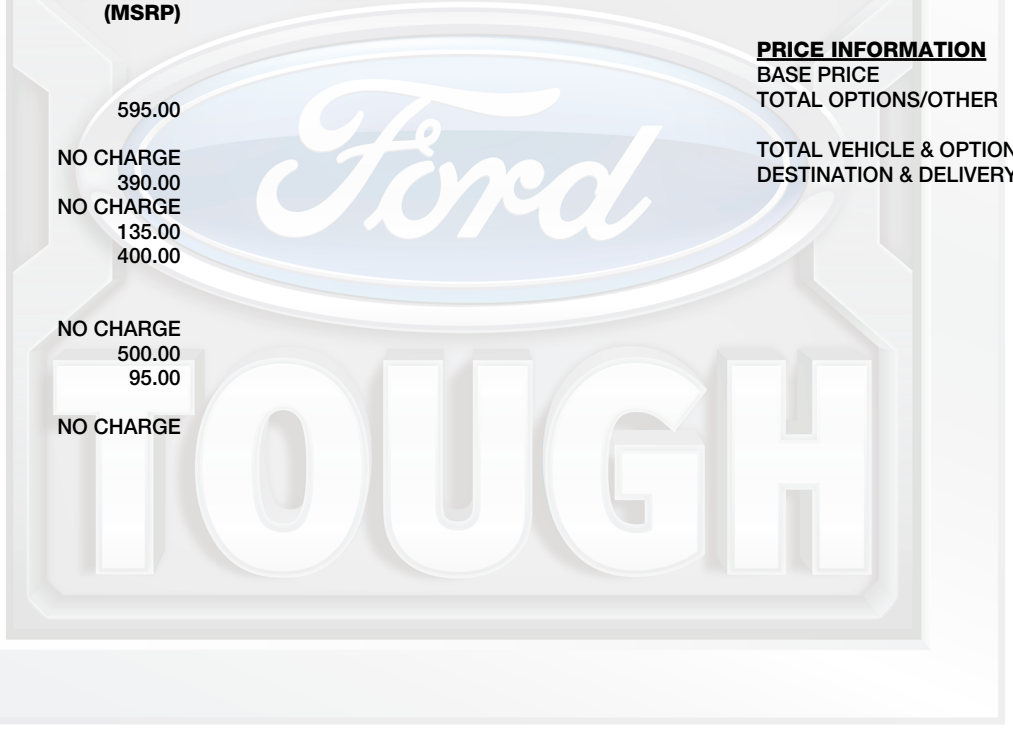 (MSRP)
595.00
NO CHARGE
390.00
NO CHARGE
135.00
400.00
NO CHARGE
500.00
95.00
NO CHARGE
PRICE INFORMATION
BASE PRICE
TOTAL OPTIONS/OTHER
TOTAL VEHICLE & OPTION
DESTINATION & DELIVERY
Ford
TOUGH